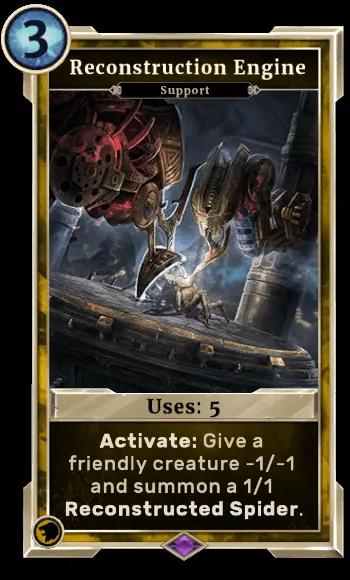 3
Reconstruction Engine
Support
Uses: 5
Activate: Give a
friendly creature -1/-1
and summon a 1/1
Reconstructed Spider.